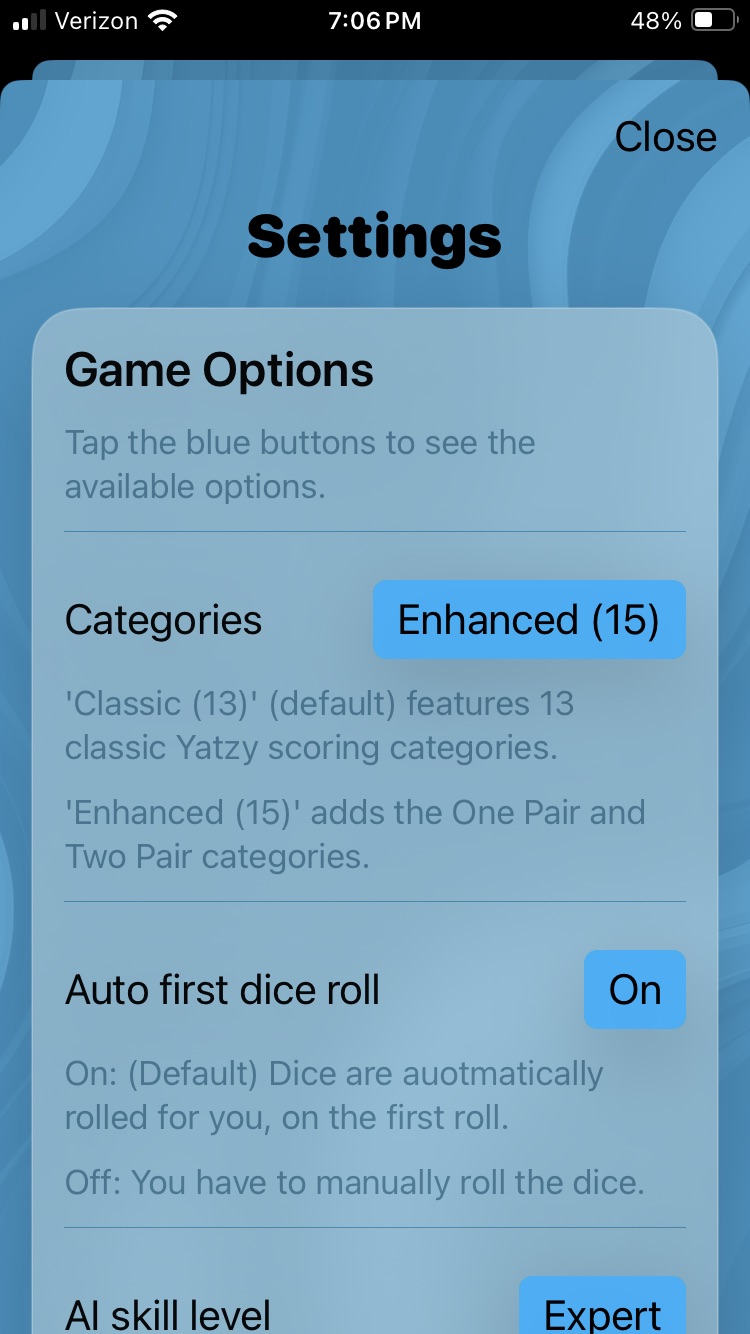 Verizon 7:06 PM 48%
Close
Settings
Game Options
Tap the blue buttons to see the
available options.
Categories Enhanced (15)
'Classic (13)' (default) features 13
classic Yatzy scoring categories.
'Enhanced (15)' adds the One Pair and
Two Pair categories.
Auto first dice roll On
On: (Default) Dice are auotmatically
rolled for you, on the first roll.
Off: You have to manually roll the dice.
AI skill level Expert